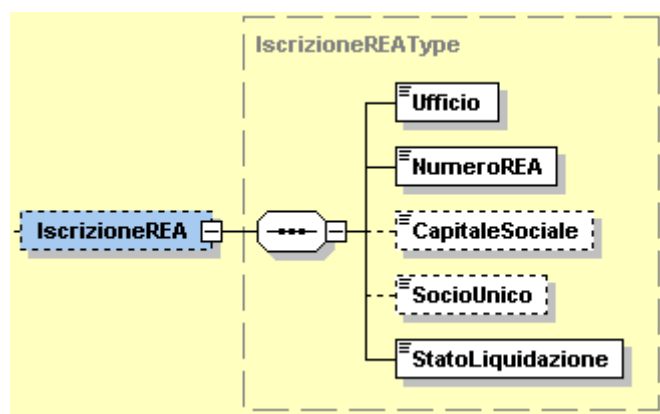 IscrizioneREAType
Ufficio
NumeroREA
IscrizioneREA
CapitaleSociale
SocioUnico
StatoLiquidazione